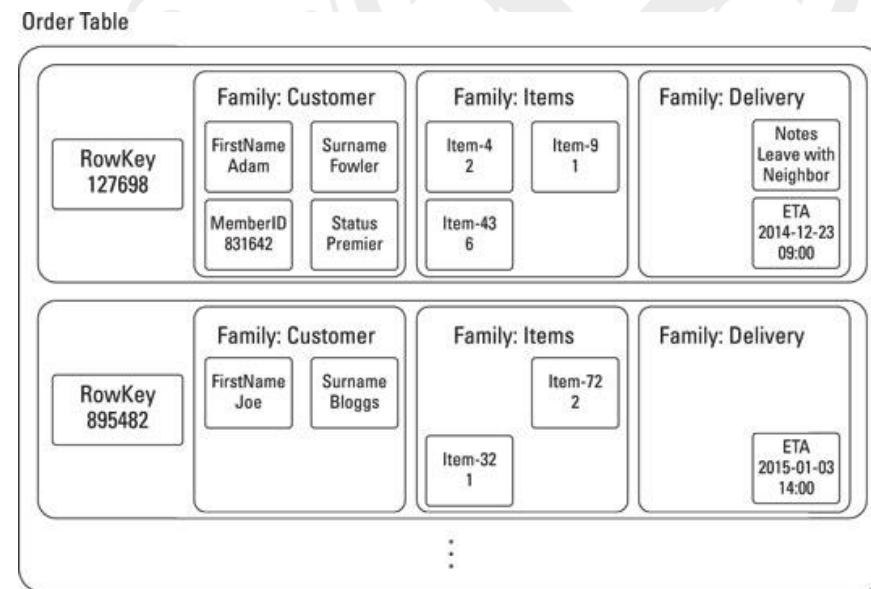 Order Table
Family: Customer
Family: Items
Family: Delivery
RowKey
127698
FirstName
Adam
Surname
Fowler
MemberID
831642
Status
Premier
Item-4
2
Item-9
1
Item-43
6
Notes
Leave with
Neighbor
ETA
2014-12-23
09:00
Family: Customer
Family: Items
Family: Delivery
RowKey
895482
FirstName
Joe
Surname
Bloggs
Item-72
2
Item-32
1
ETA
2015-01-03
14:00